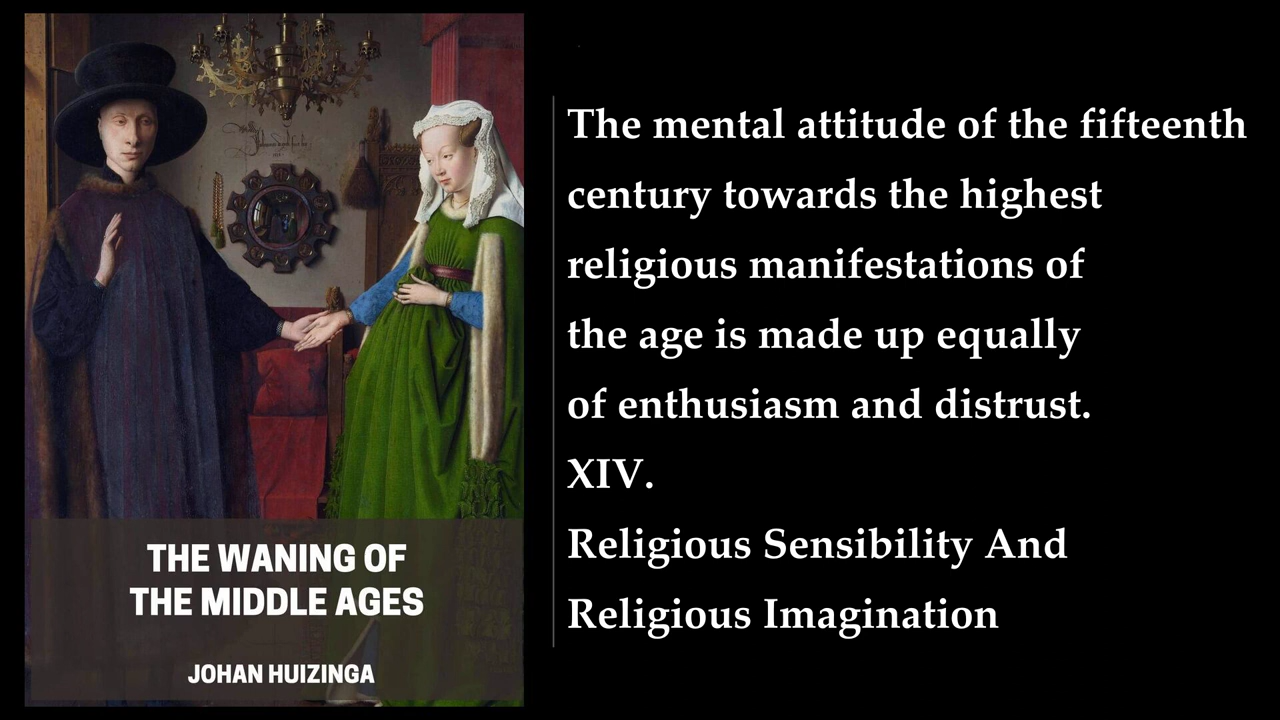 THE WANING OF
THE MIDDLE AGES
JOHAN HUIZINGA
The mental attitude of the fifteenth
century towards the highest
religious manifestations of
the age is made up equally
of enthusiasm and distrust.
XIV.
Religious Sensibility And
Religious Imagination